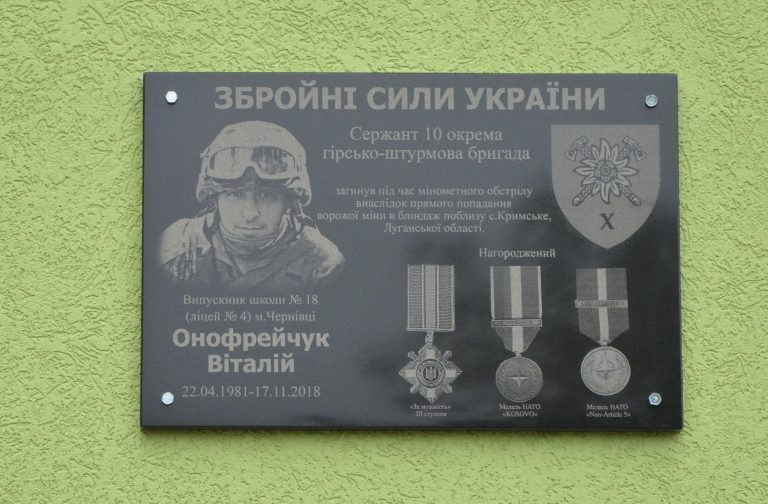 ЗБРОЙНІ СИЛИ УКРАЇНИ
Сержант 10 окрема
гірсько-штурмова бригада
загинув під час мінометного обстрілу
внаслідок прямого попадання
ворожої міни в бліндаж поблизу с.Кримське,
Луганської області.
X
Нагороджений
KOSOVO
«За мужність»
III ступеня
Медаль НАТО
«KOSOVO»
Медаль НАТО
«Non-Article 5»
Випускник школи № 18
(ліцей № 4) м.Чернівці
Онофрейчук
Віталій
22.04.1981-17.11.2018